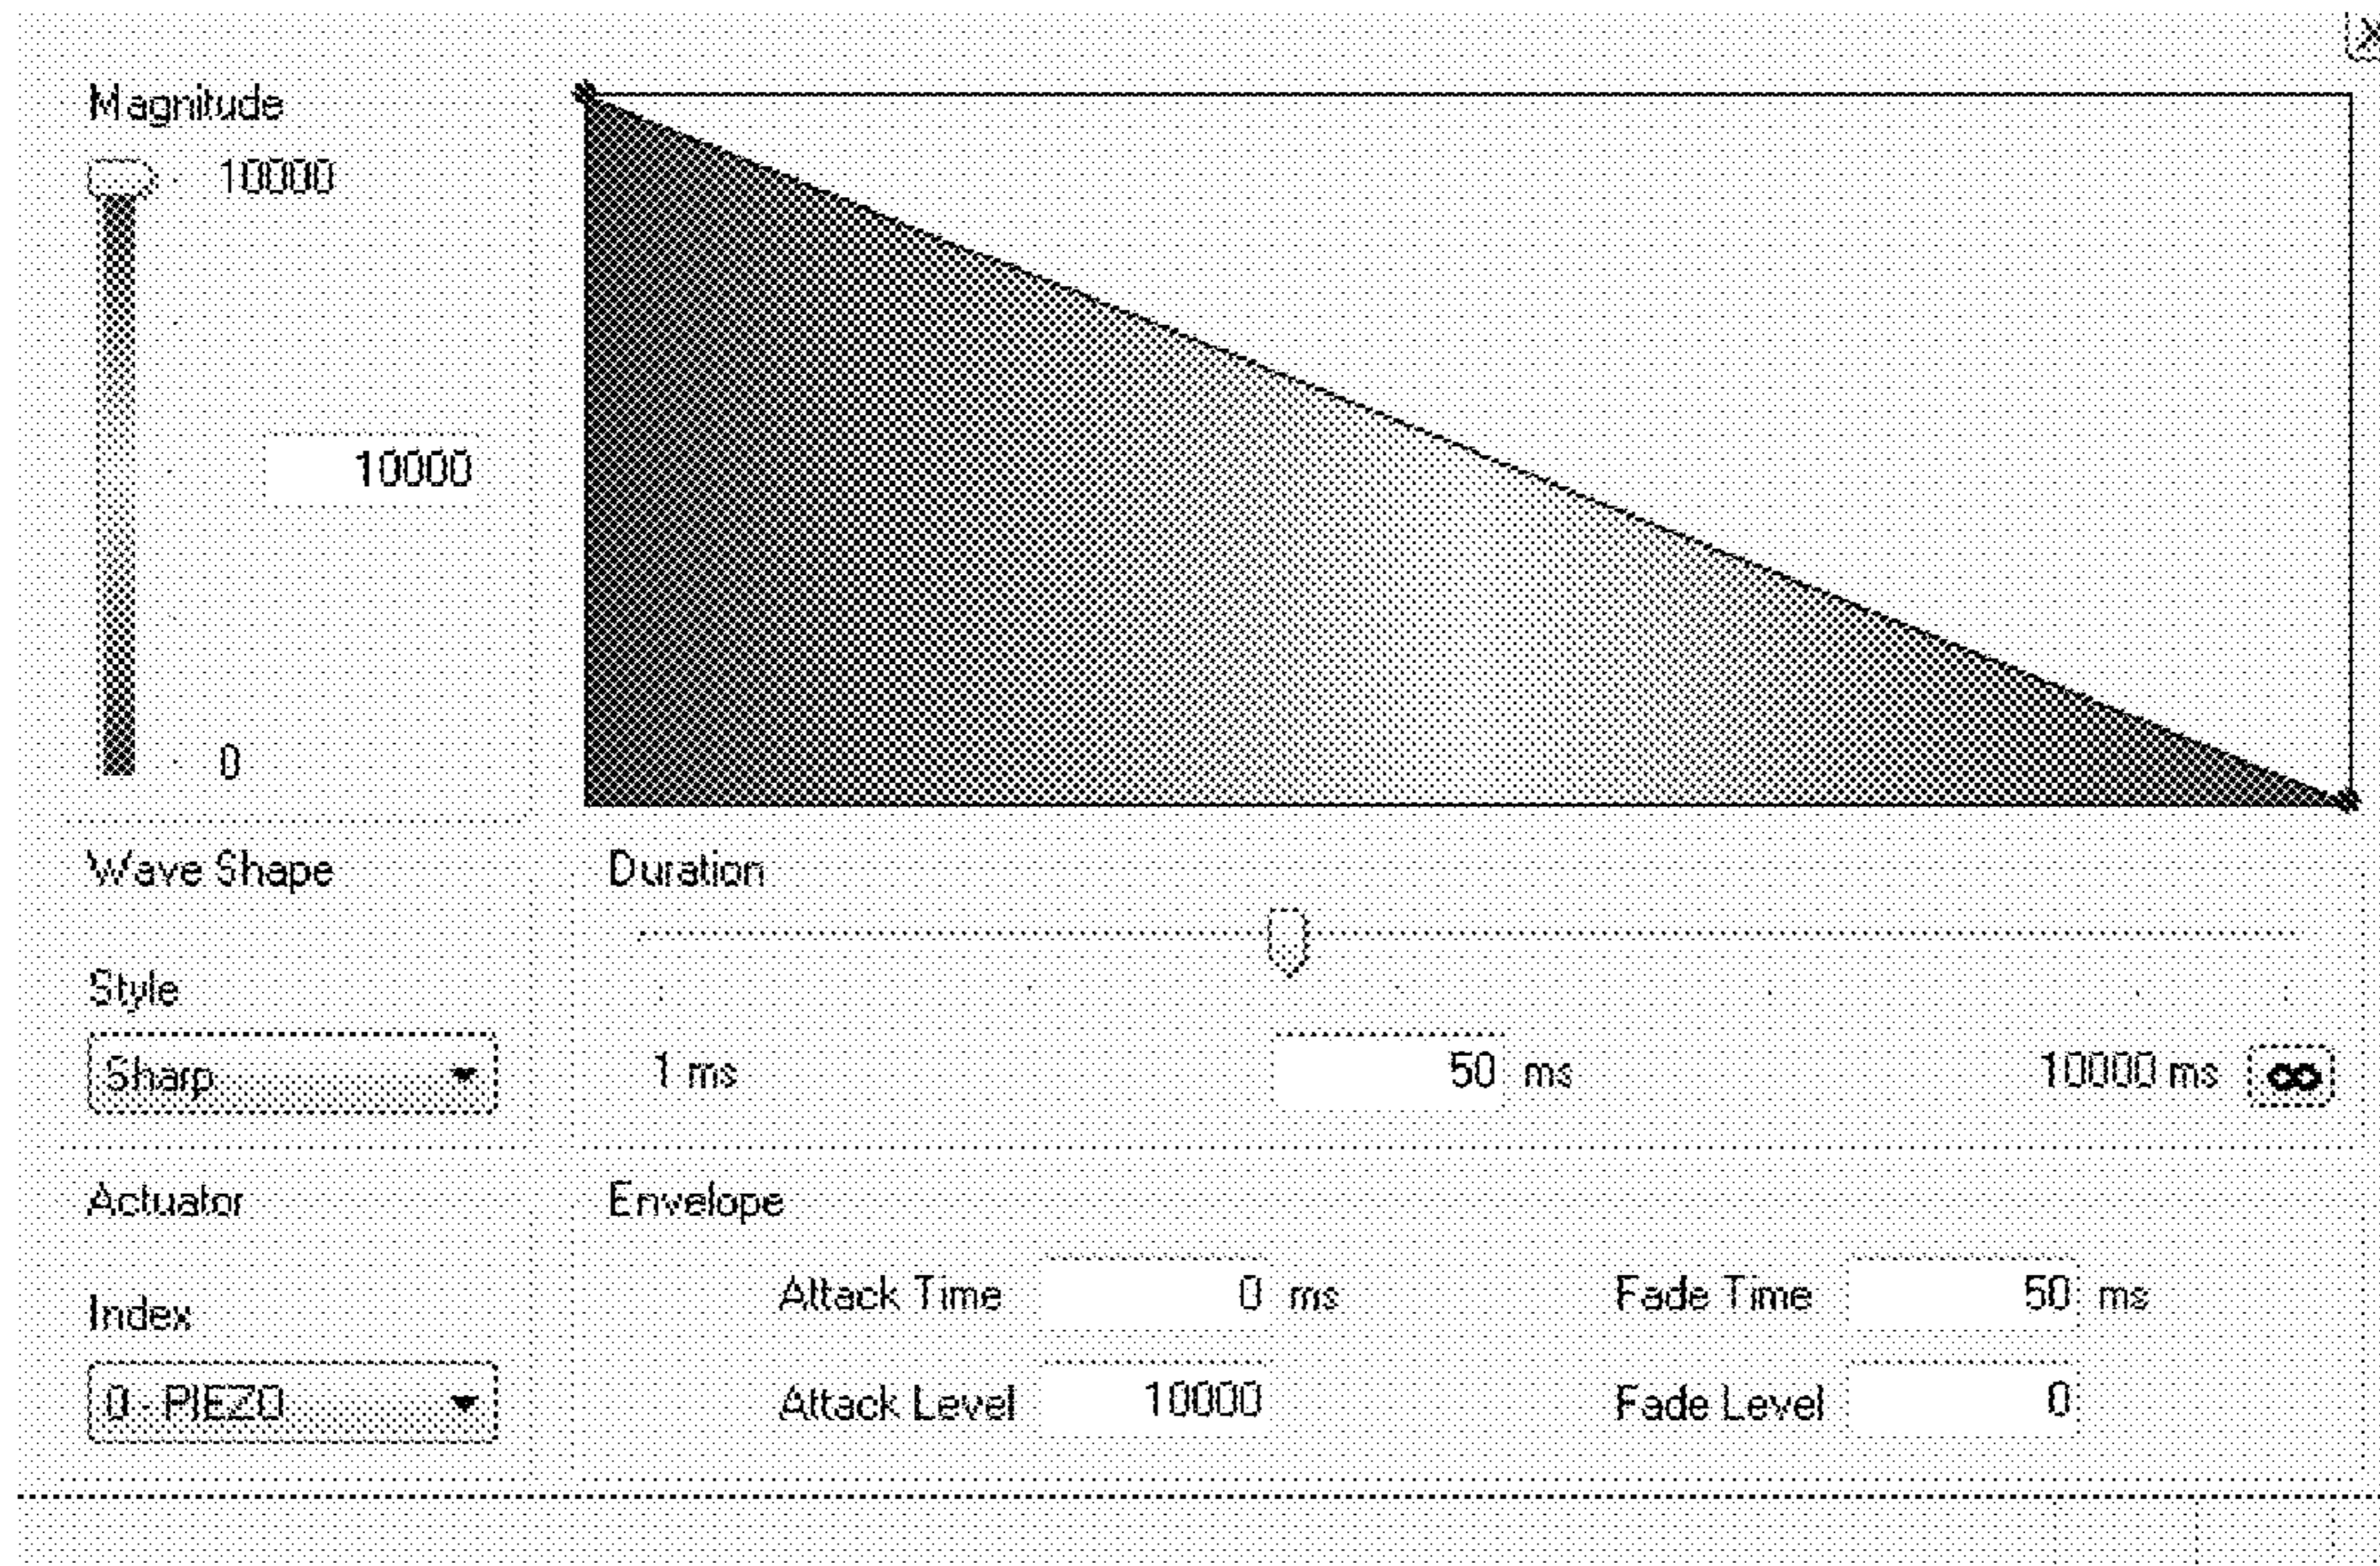 Magnitude
10000
10000
0
Wave Shape
Style
Sharp
Duration
1 ms
50 ms
10000 ms ∞
Actuator
Index
0 - PIEZO
Envelope
Attack Time 0 ms
Fade Time 50 ms
Attack Level 10000
Fade Level 0